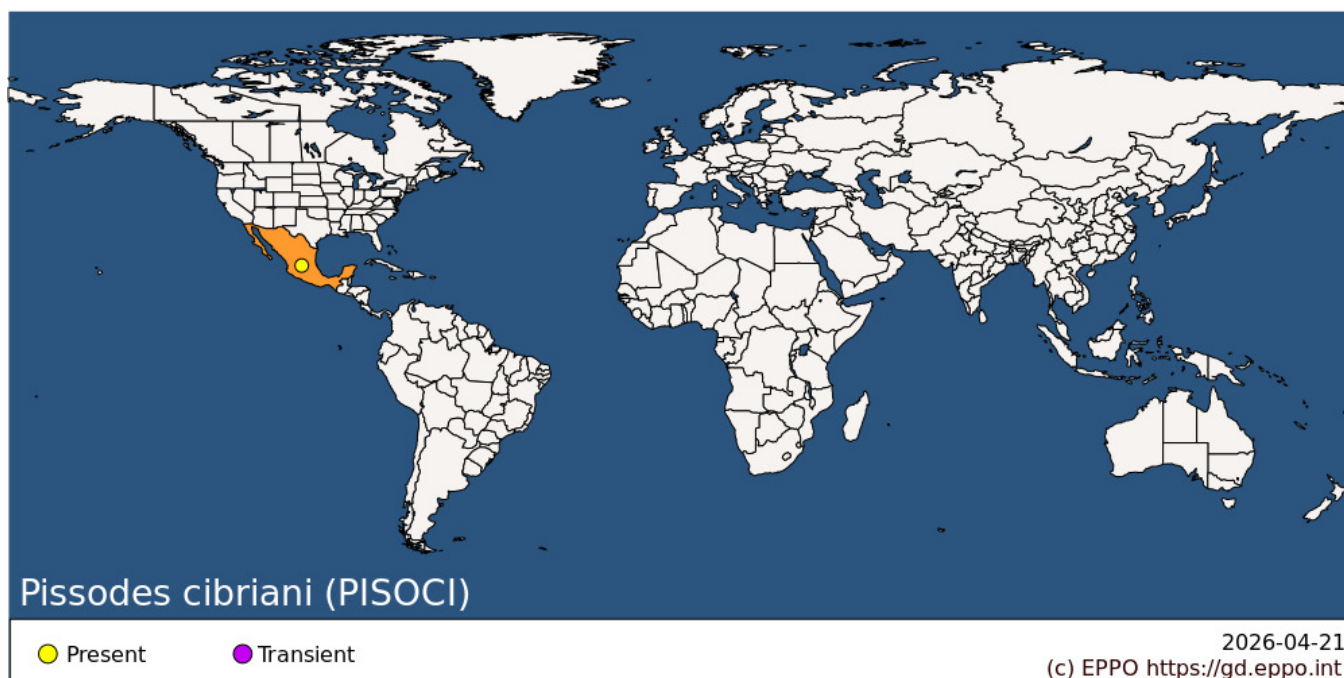 Pissodes cibriani (PISOCI)
Present
Transient
2026-04-21
(c) EPPO https://gd.eppo.int